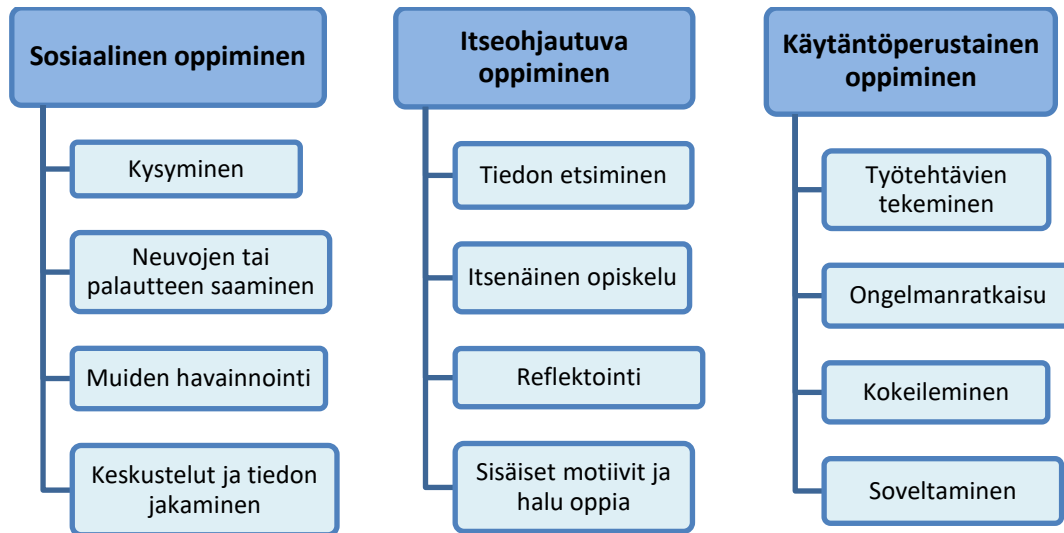 Sosiaalinen oppiminen
Kysyminen
Neuvojen tai
palautteen saaminen
Muiden havainnointi
Keskustelut ja tiedon
jakaminen
Itseohjautuva
oppiminen
Tiedon etsiminen
Itsenäinen opiskelu
Reflektointi
Sisäiset motiivit ja
halu oppia
Käytäntöperustainen
oppiminen
Työtehtävien
tekeminen
Ongelmanratkaisu
Kokeileminen
Soveltaminen